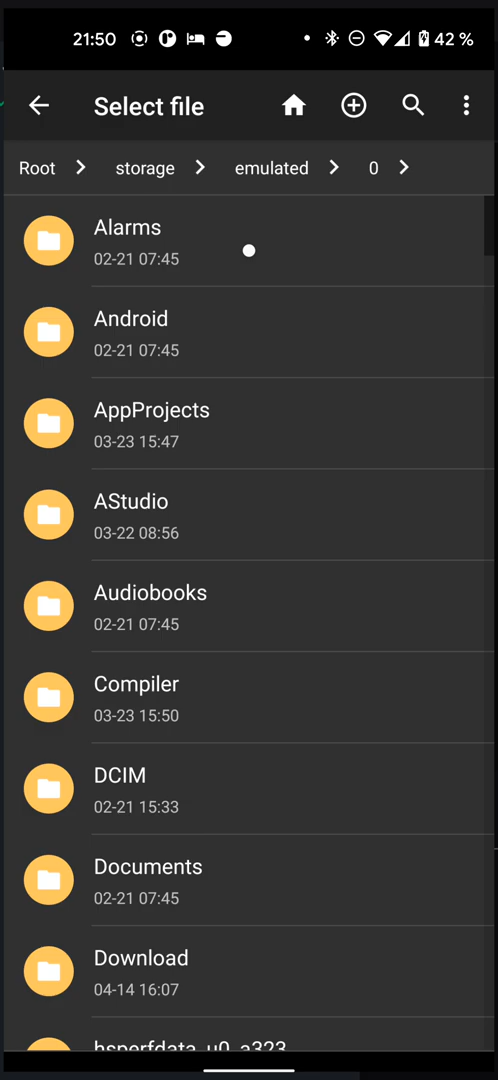 21:50 42 %
Select file
Root storage emulated 0
Alarms
02-21 07:45
Android
02-21 07:45
AppProjects
03-23 15:47
AStudio
03-22 08:56
Audiobooks
02-21 07:45
Compiler
03-23 15:50
DCIM
02-21 15:33
Documents
02-21 07:45
Download
04-14 16:07
hsperfdata_u0_a323